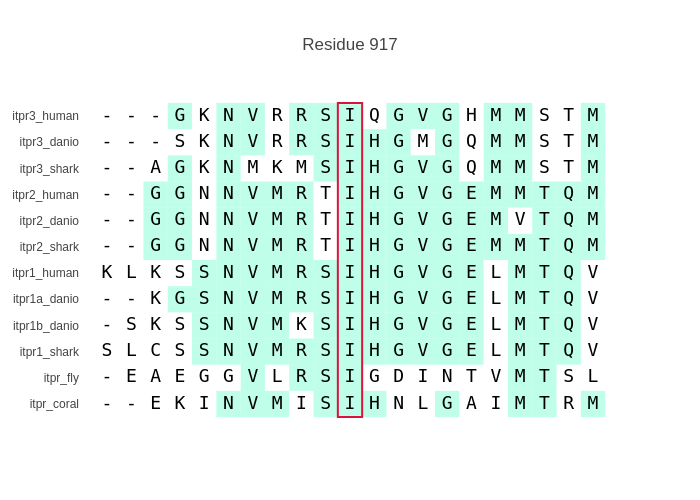 Residue 917
itpr3_human - - - G K N V R R S I Q G V G H M M S T M
itpr3_danio - - - S K N V R R S I H G M G Q M M S T M
itpr3_shark - - A G K N M K M S I H G V G Q M M S T M
itpr2_human - - G G N N V M R T I H G V G E M M T Q M
itpr2_danio - - G G N N V M R T I H G V G E M V T Q M
itpr2_shark - - G G N N V M R T I H G V G E M M T Q M
itpr1_human K L K S S N V M R S I H G V G E L M T Q V
itpr1a_danio - - K G S N V M R S I H G V G E L M T Q V
itpr1b_danio - S K S S N V M K S I H G V G E L M T Q V
itpr1_shark S L C S S N V M R S I H G V G E L M T Q V
itpr_fly - E A E G G V L R S I G D I N T V M T S L
itpr_coral - - E K I N V M I S I H N L G A I M T R M